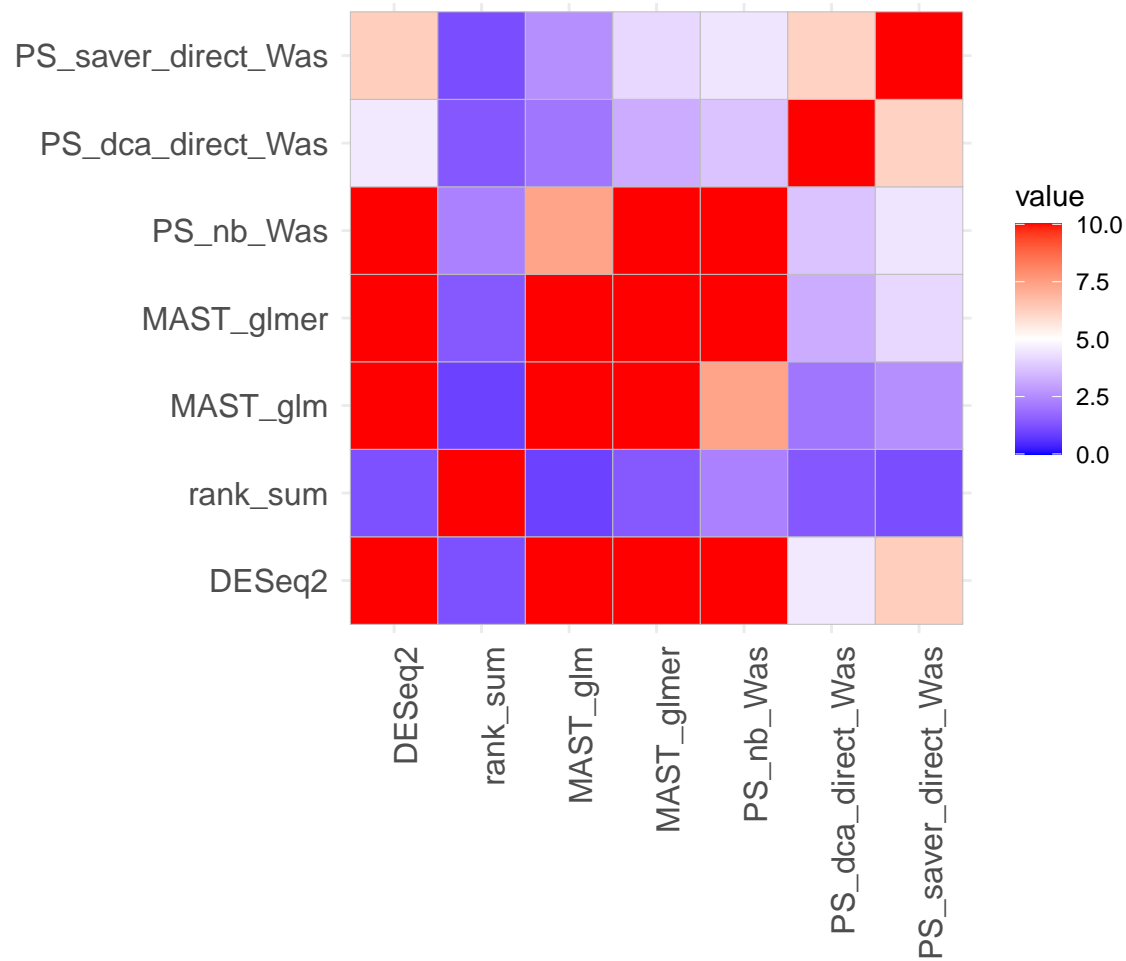 PS_saver_direct_Was
PS_dca_direct_Was
PS_nb_Was
MAST_glmer
MAST_glm
rank_sum
DESeq2
DESeq2
rank_sum
MAST_glm
MAST_glmer
PS_nb_Was
PS_dca_direct_Was
PS_saver_direct_Was
value
10.0
7.5
5.0
2.5
0.0